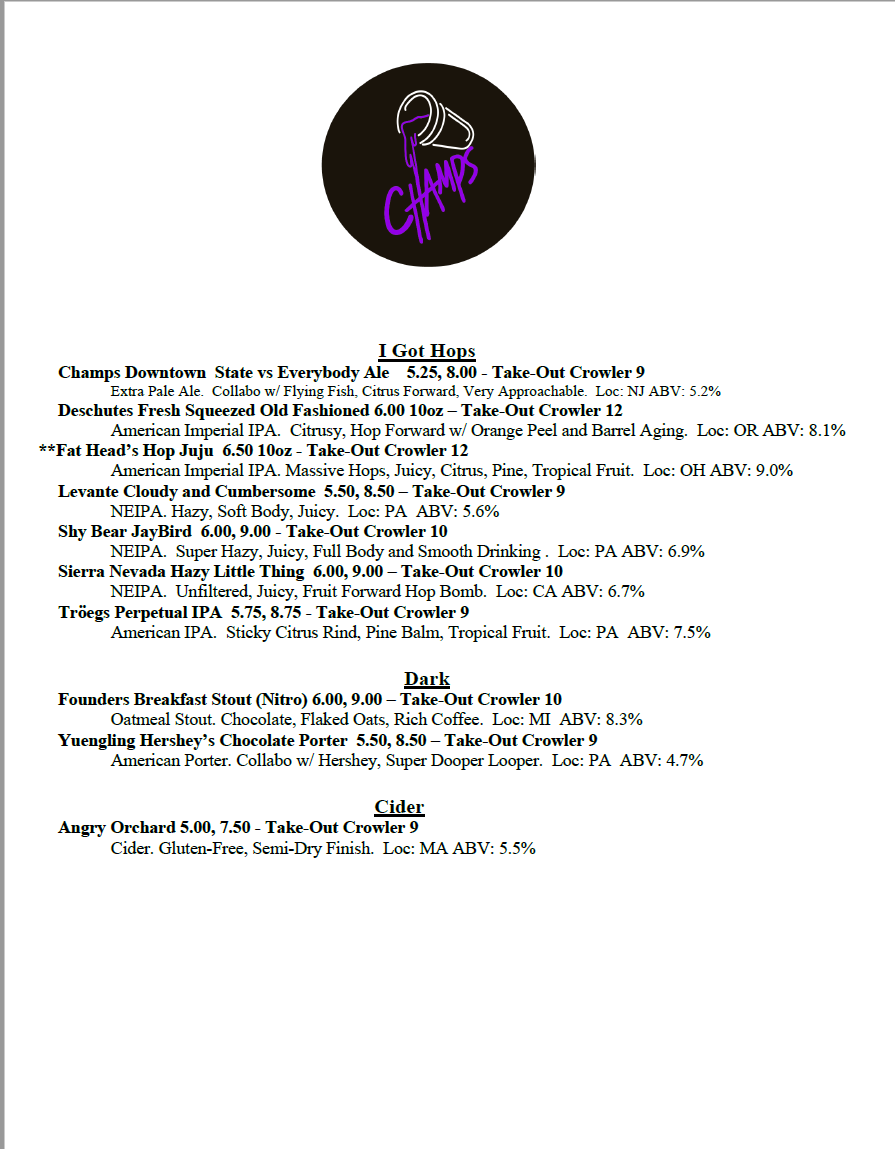 CHAMPS
I Got Hops
Champs Downtown State vs Everybody Ale 5.25, 8.00 - Take-Out Crowler 9
Extra Pale Ale. Collabo w/ Flying Fish, Citrus Forward, Very Approachable. Loc: NJ ABV: 5.2%
Deschutes Fresh Squeezed Old Fashioned 6.00 10oz – Take-Out Crowler 12
American Imperial IPA. Citrusy, Hop Forward w/ Orange Peel and Barrel Aging. Loc: OR ABV: 8.1%
**Fat Head’s Hop Juju 6.50 10oz - Take-Out Crowler 12
American Imperial IPA. Massive Hops, Juicy, Citrus, Pine, Tropical Fruit. Loc: OH ABV: 9.0%
Levante Cloudy and Cumbersome 5.50, 8.50 – Take-Out Crowler 9
NEIPA. Hazy, Soft Body, Juicy. Loc: PA ABV: 5.6%
Shy Bear JayBird 6.00, 9.00 - Take-Out Crowler 10
NEIPA. Super Hazy, Juicy, Full Body and Smooth Drinking . Loc: PA ABV: 6.9%
Sierra Nevada Hazy Little Thing 6.00, 9.00 – Take-Out Crowler 10
NEIPA. Unfiltered, Juicy, Fruit Forward Hop Bomb. Loc: CA ABV: 6.7%
Tröegs Perpetual IPA 5.75, 8.75 - Take-Out Crowler 9
American IPA. Sticky Citrus Rind, Pine Balm, Tropical Fruit. Loc: PA ABV: 7.5%
Dark
Founders Breakfast Stout (Nitro) 6.00, 9.00 – Take-Out Crowler 10
Oatmeal Stout. Chocolate, Flaked Oats, Rich Coffee. Loc: MI ABV: 8.3%
Yuengling Hershey’s Chocolate Porter 5.50, 8.50 – Take-Out Crowler 9
American Porter. Collabo w/ Hershey, Super Dooper Looper. Loc: PA ABV: 4.7%
Cider
Angry Orchard 5.00, 7.50 - Take-Out Crowler 9
Cider. Gluten-Free, Semi-Dry Finish. Loc: MA ABV: 5.5%